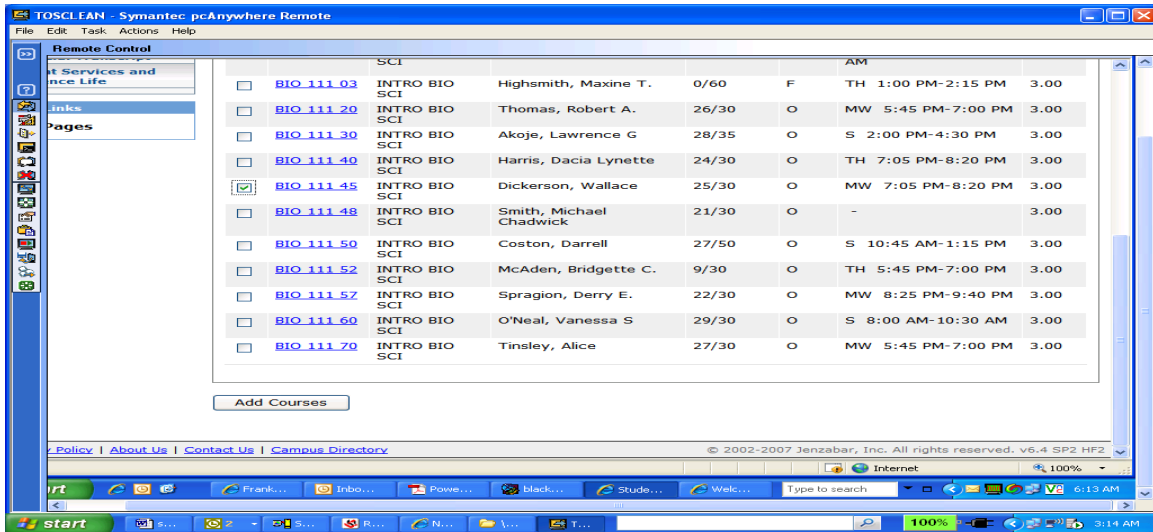 TOSCLEAN - Symantec pcAnywhere Remote
File Edit Task Actions Help
Remote Control
nt Services and
nce Life
Links
Pages
SCI AM
BIO 111 03 INTRO BIO SCI Highsmith, Maxine T. 0/60 F TH 1:00 PM-2:15 PM 3.00
BIO 111 20 INTRO BIO SCI Thomas, Robert A. 26/30 O MW 5:45 PM-7:00 PM 3.00
BIO 111 30 INTRO BIO SCI Akoje, Lawrence G 28/35 O S 2:00 PM-4:30 PM 3.00
BIO 111 40 INTRO BIO SCI Harris, Dacia Lynette 24/30 O TH 7:05 PM-8:20 PM 3.00
BIO 111 45 INTRO BIO SCI Dickerson, Wallace 25/30 O MW 7:05 PM-8:20 PM 3.00
BIO 111 48 INTRO BIO SCI Smith, Michael Chadwick 21/30 O - 3.00
BIO 111 50 INTRO BIO SCI Coston, Darrell 27/50 O S 10:45 AM-1:15 PM 3.00
BIO 111 52 INTRO BIO SCI McAden, Bridgette C. 9/30 O TH 5:45 PM-7:00 PM 3.00
BIO 111 57 INTRO BIO SCI Spragion, Derry E. 22/30 O MW 8:25 PM-9:40 PM 3.00
BIO 111 60 INTRO BIO SCI O'Neal, Vanessa S 29/30 O S 8:00 AM-10:30 AM 3.00
BIO 111 70 INTRO BIO SCI Tinsley, Alice 27/30 O MW 5:45 PM-7:00 PM 3.00
Add Courses
y Policy | About Us | Contact Us | Campus Directory © 2002-2007 Jenzabar, Inc. All rights reserved. v6.4 SP2 HF2
Internet 100%
art Frank... Inbo... Powe... black... Stude... Welc... Type to search V2 6:13 AM
start s... 2 S... R... N... \... T... 100% 3:14 AM